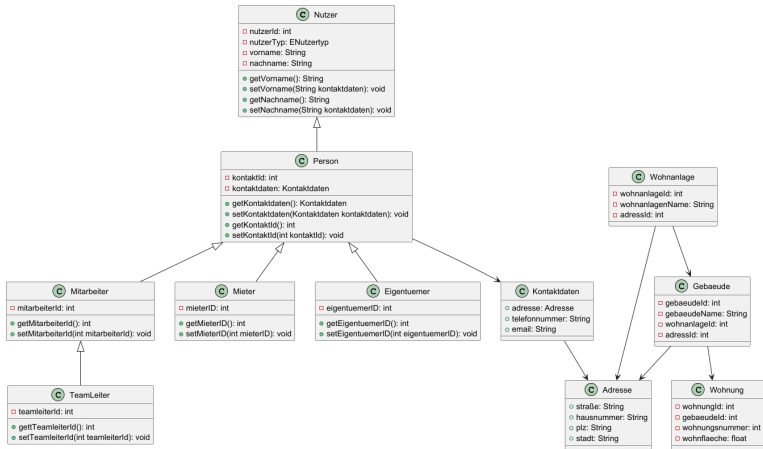 C Nutzer
nutzerId: int
nutzerTyp: ENutzertyp
vorname: String
nachname: String
getVorname(): String
setVorname(String kontaktdaten): void
getNachname(): String
setNachname(String kontaktdaten): void
C Person
kontaktId: int
kontaktdaten: Kontaktdaten
getKontaktdaten(): Kontaktdaten
setKontaktdaten(Kontaktdaten kontaktdaten): void
getKontaktId(): int
setKontaktId(int kontaktId): void
C Wohnanlage
wohnanlageId: int
wohnanlagenName: String
adressId: int
C Mitarbeiter
mitarbeiterId: int
getMitarbeiterId(): int
setMitarbeiterId(int mitarbeiterId): void
C Mieter
mieterID: int
getMieterID(): int
setMieterID(int mieterID): void
C Eigentuemer
eigentuemerID: int
getEigentuemerID(): int
setEigentuemerID(int eigentuemerID): void
C Kontaktdaten
adresse: Adresse
telefonnummer: String
email: String
C Gebaeude
gebaeudeId: int
gebaeudeName: String
wohnanlageId: int
adressId: int
C TeamLeiter
teamleiterId: int
gettTeamleiterId(): int
setTeamleiterId(int teamleiterId): void
C Adresse
straße: String
hausnummer: String
plz: String
stadt: String
C Wohnung
wohnungId: int
gebaeudeId: int
wohnungsnummer: int
wohnflaeche: float